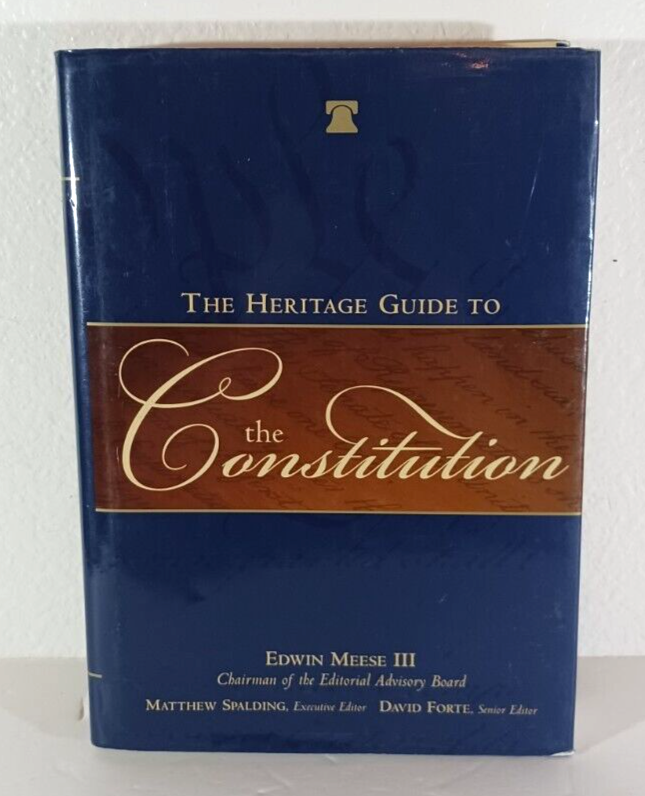 THE HERITAGE GUIDE TO
the
Constitution
EDWIN MEESE III
Chairman of the Editorial Advisory Board
MATTHEW SPALDING, Executive Editor DAVID FORTE, Senior Editor